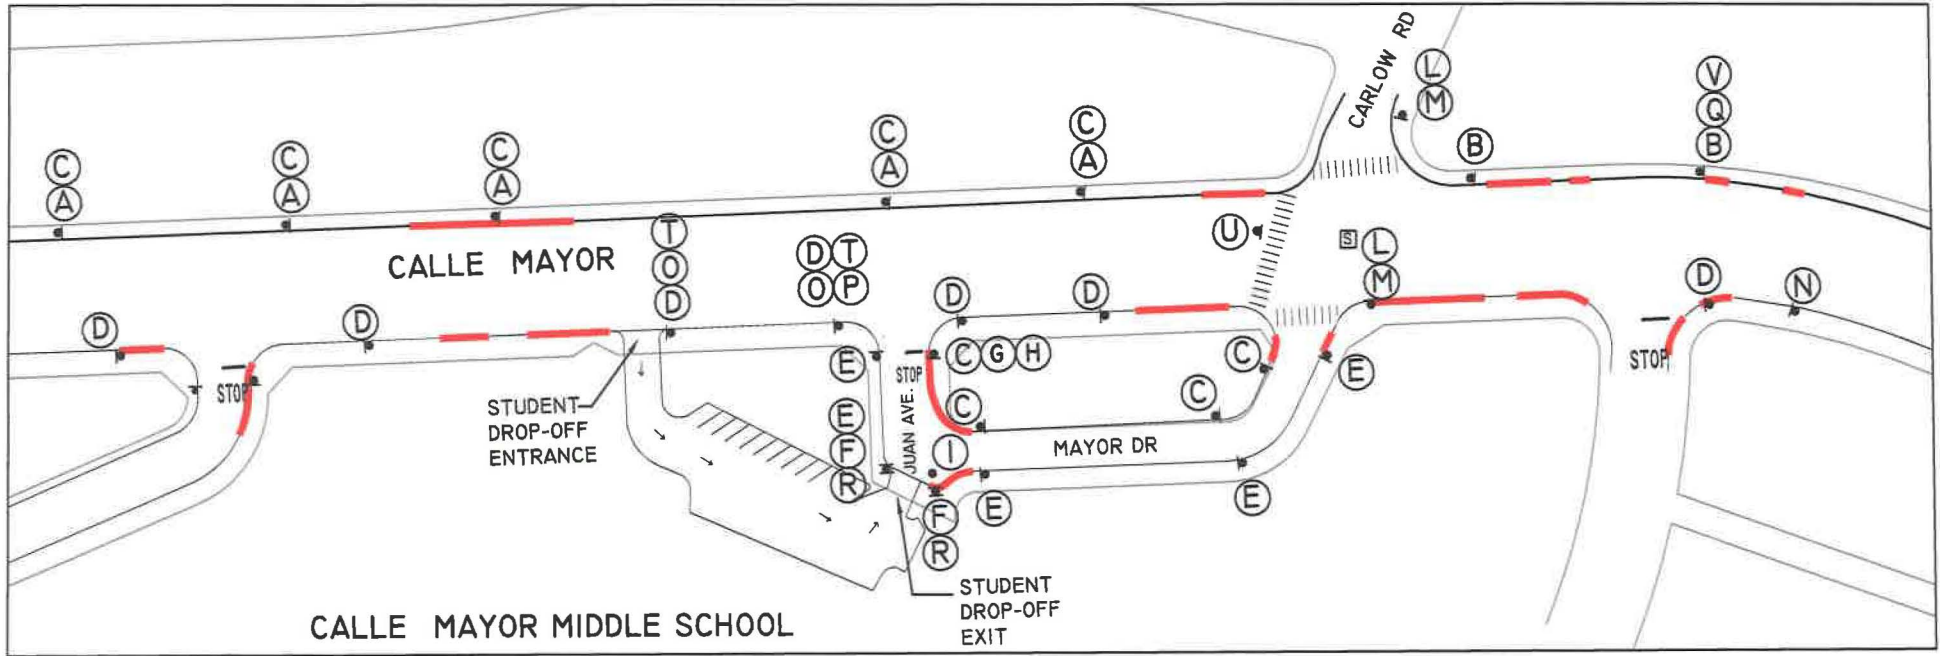 CARLOW RD
L
M
V
Q
B
B
C
A
C
A
C
A
C
A
C
A
U
S
L
M
CALLE MAYOR
T
O
D
D T
O P
D
D
D
D
D
N
E
C G H
C
E
STOP
STOP
STOP
STUDENT
DROP-OFF
ENTRANCE
E
F
R
JUAN AVE.
C
C
I
MAYOR DR
E
E
F
R
STUDENT
DROP-OFF
EXIT
CALLE MAYOR MIDDLE SCHOOL